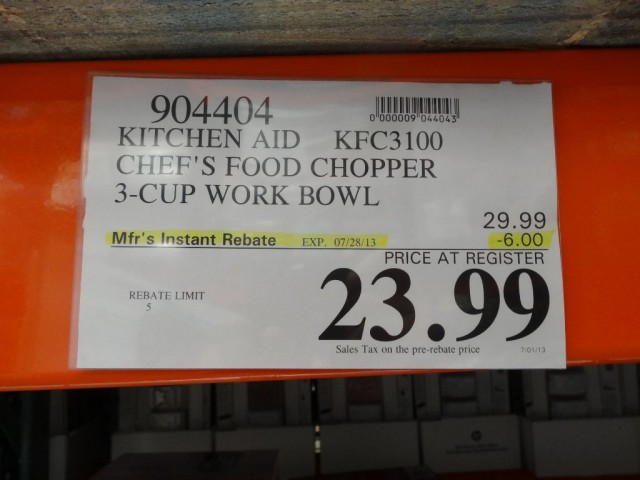 904404
0 000009 044043
KITCHEN AID KFC3100
CHEF'S FOOD CHOPPER
3-CUP WORK BOWL
29.99
Mfr's Instant Rebate EXP. 07/28/13 -6.00
PRICE AT REGISTER
REBATE LIMIT
5
23.99
Sales Tax on the pre-rebate price 7/01/13